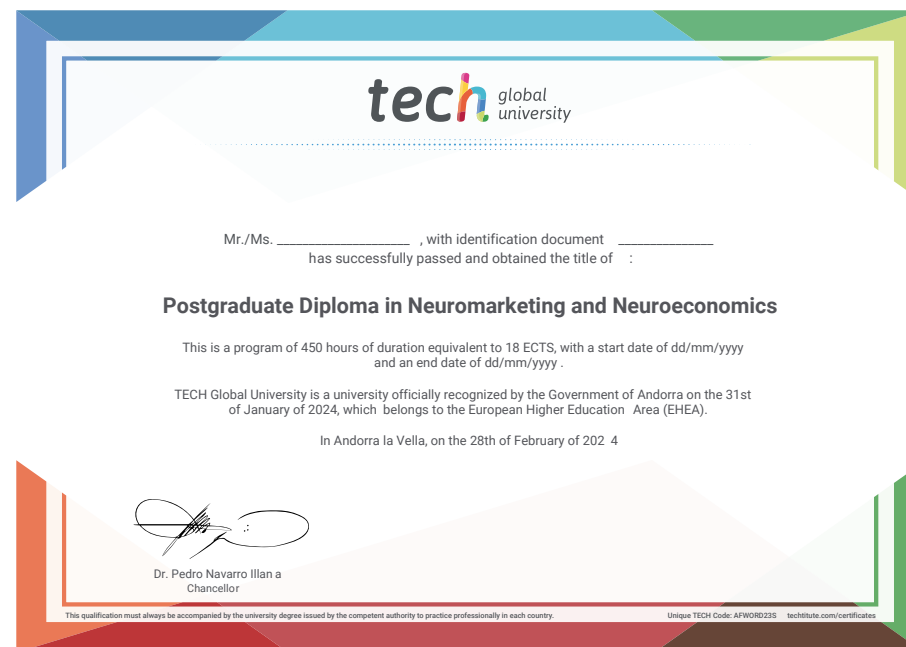 tech global
university
Mr./Ms. _____________________ , with identification document _______________
has successfully passed and obtained the title of :
Postgraduate Diploma in Neuromarketing and Neuroeconomics
This is a program of 450 hours of duration equivalent to 18 ECTS, with a start date of dd/mm/yyyy
and an end date of dd/mm/yyyy .
TECH Global University is a university officially recognized by the Government of Andorra on the 31st
of January of 2024, which belongs to the European Higher Education Area (EHEA).
In Andorra la Vella, on the 28th of February of 202 4
Dr. Pedro Navarro Illan a
Chancellor
This qualification must always be accompanied by the university degree issued by the competent authority to practice professionally in each country.
Unique TECH Code: AFWORD23S techtitute.com/certificates